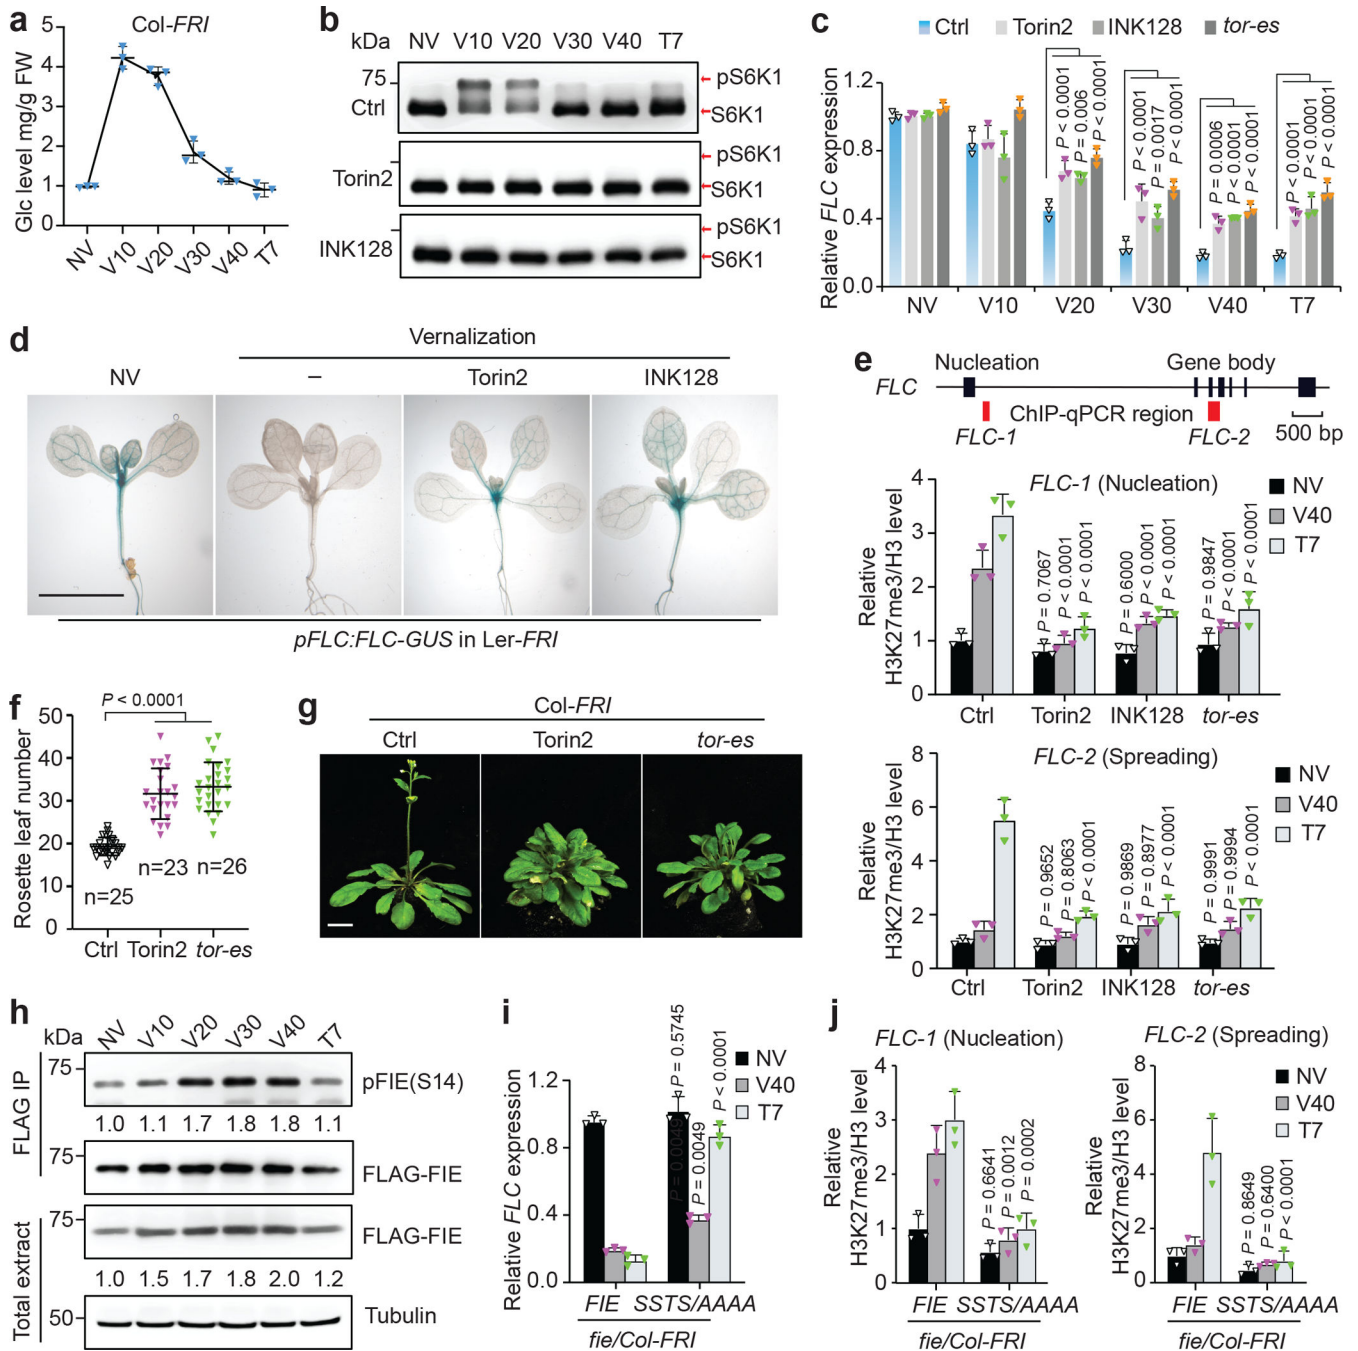 a
Col-FRI
Glc level mg/g FW
5
4
3
2
1
0
NV V10 V20 V30 V40 T7
b
kDa NV V10 V20 V30 V40 T7
75
Ctrl
pS6K1
S6K1
Torin2
pS6K1
S6K1
INK128
pS6K1
S6K1
c
Ctrl Torin2 INK128 tor-es
Relative FLC expression
1.2
0.8
0.4
0.0
P < 0.0001
P = 0.006
P < 0.0001
P < 0.0001
P = 0.0017
P < 0.0001
P = 0.0006
P < 0.0001
P < 0.0001
P < 0.0001
P < 0.0001
P < 0.0001
NV V10 V20 V30 V40 T7
d
Vernalization
NV – Torin2 INK128
pFLC:FLC-GUS in Ler-FRI
e
Nucleation Gene body
FLC
ChIP-qPCR region
FLC-1 FLC-2 500 bp
FLC-1 (Nucleation)
Relative
H3K27me3/H3 level
4
3
2
1
0
NV
V40
T7
P = 0.7067
P < 0.0001
P < 0.0001
P = 0.6000
P < 0.0001
P < 0.0001
P = 0.9847
P < 0.0001
P < 0.0001
Ctrl Torin2 INK128 tor-es
FLC-2 (Spreading)
Relative
H3K27me3/H3 level
8
6
4
2
0
NV
V40
T7
P = 0.9652
P = 0.8063
P < 0.0001
P = 0.9869
P = 0.8977
P < 0.0001
P = 0.9991
P = 0.9994
P < 0.0001
Ctrl Torin2 INK128 tor-es
f
P < 0.0001
Rosette leaf number
50
40
30
20
10
0
n=25
n=23
n=26
Ctrl Torin2 tor-es
g
Col-FRI
Ctrl Torin2 tor-es
h
kDa NV V10 V20 V30 V40 T7
FLAG IP
75
pFIE(S14)
1.0 1.1 1.7 1.8 1.8 1.1
75
FLAG-FIE
Total extract
75
FLAG-FIE
1.0 1.5 1.7 1.8 2.0 1.2
50
Tubulin
i
Relative FLC expression
1.2
0.8
0.4
0.0
NV
V40
T7
P = 0.5745
P = 0.0049
P = 0.0049
P < 0.0001
FIE SSTS/AAAA
fie/Col-FRI
j
FLC-1 (Nucleation)
Relative
H3K27me3/H3 level
4
3
2
1
0
P = 0.6641
P = 0.0012
P = 0.0002
FIE SSTS/AAAA
fie/Col-FRI
FLC-2 (Spreading)
Relative
H3K27me3/H3 level
8
6
4
2
0
NV
V40
T7
P = 0.8649
P = 0.6400
P < 0.0001
FIE SSTS/AAAA
fie/Col-FRI